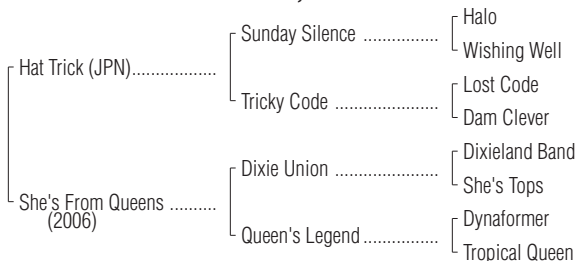 Halo
Sunday Silence ................
Wishing Well
Hat Trick (JPN)..................
Lost Code
Tricky Code ......................
Dam Clever
Dixieland Band
Dixie Union ......................
She's Tops
She's From Queens ..........
(2006)
Dynaformer
Queen's Legend................
Tropical Queen